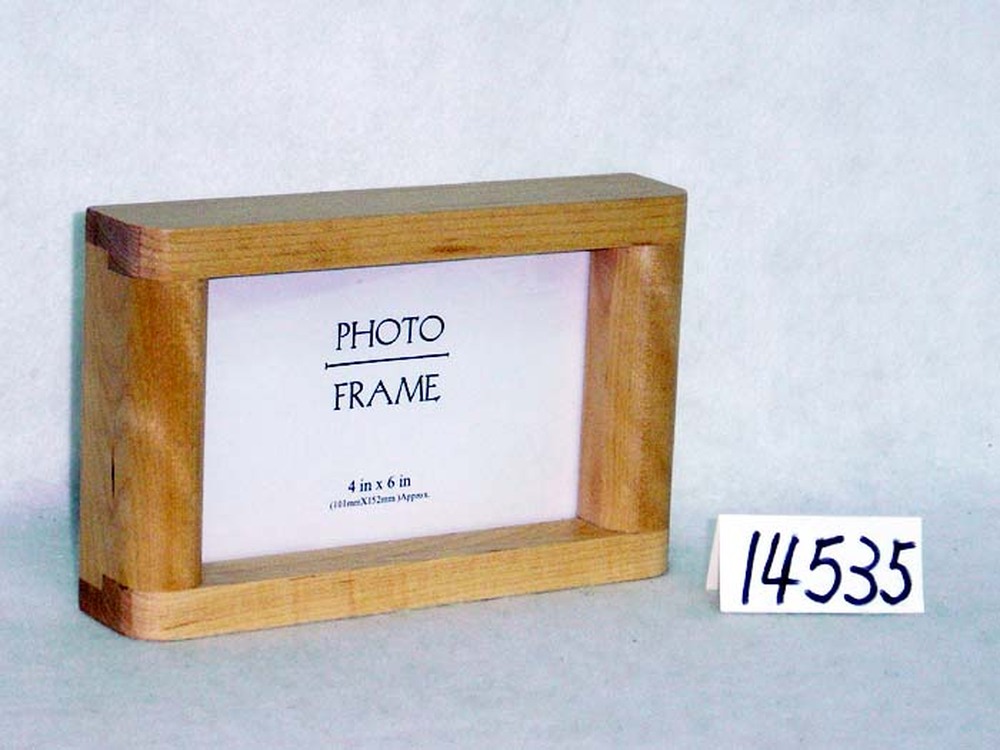 PHOTO
FRAME
4 in x 6 in
(101mmX152mm)Approx.
14535